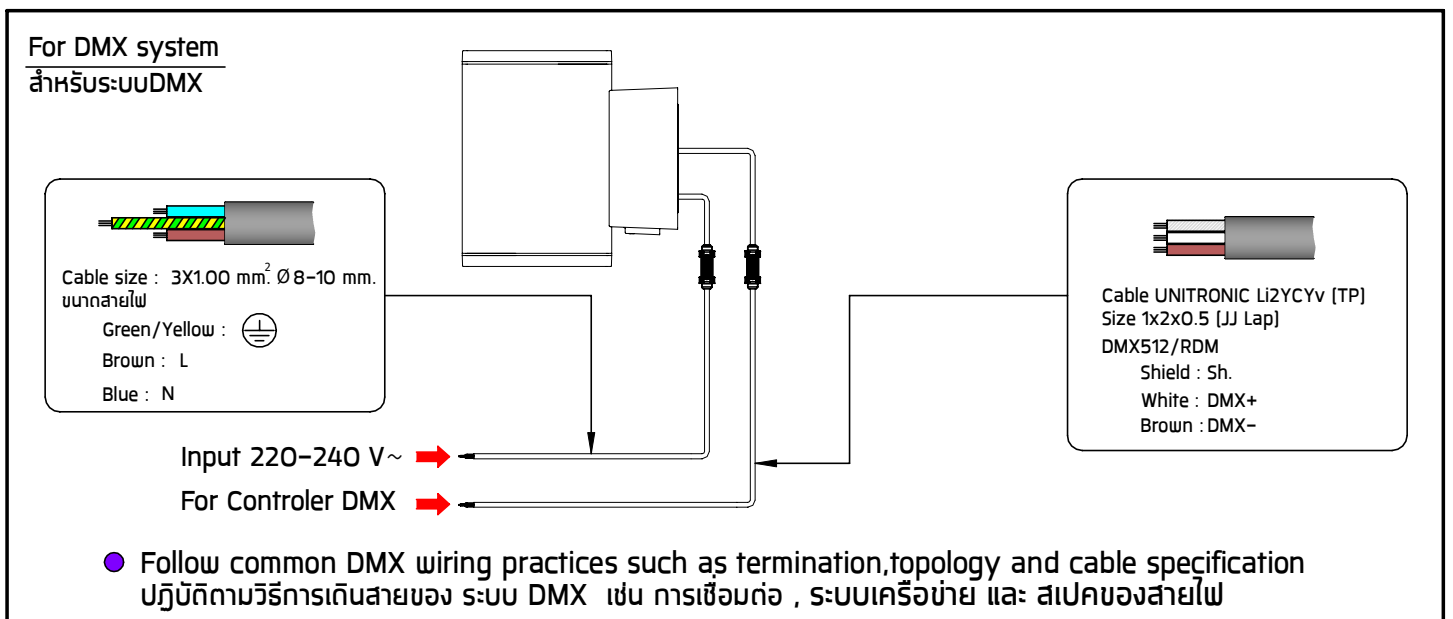 For DMX system
สำหรับระบบDMX
Cable size : 3X1.00 mm.² Ø 8-10 mm.
ขนาดสายไฟ
Green/Yellow :
Brown : L
Blue : N
Cable UNITRONIC Li2YCYv (TP)
Size 1x2x0.5 (JJ Lap)
DMX512/RDM
Shield : Sh.
White : DMX+
Brown : DMX-
Input 220-240 V~
For Controler DMX
Follow common DMX wiring practices such as termination,topology and cable specification
ปฎิบัติตามวิธีการเดินสายของ ระบบ DMX เช่น การเชื่อมต่อ , ระบบเครือข่าย และ สเปคของสายไฟ